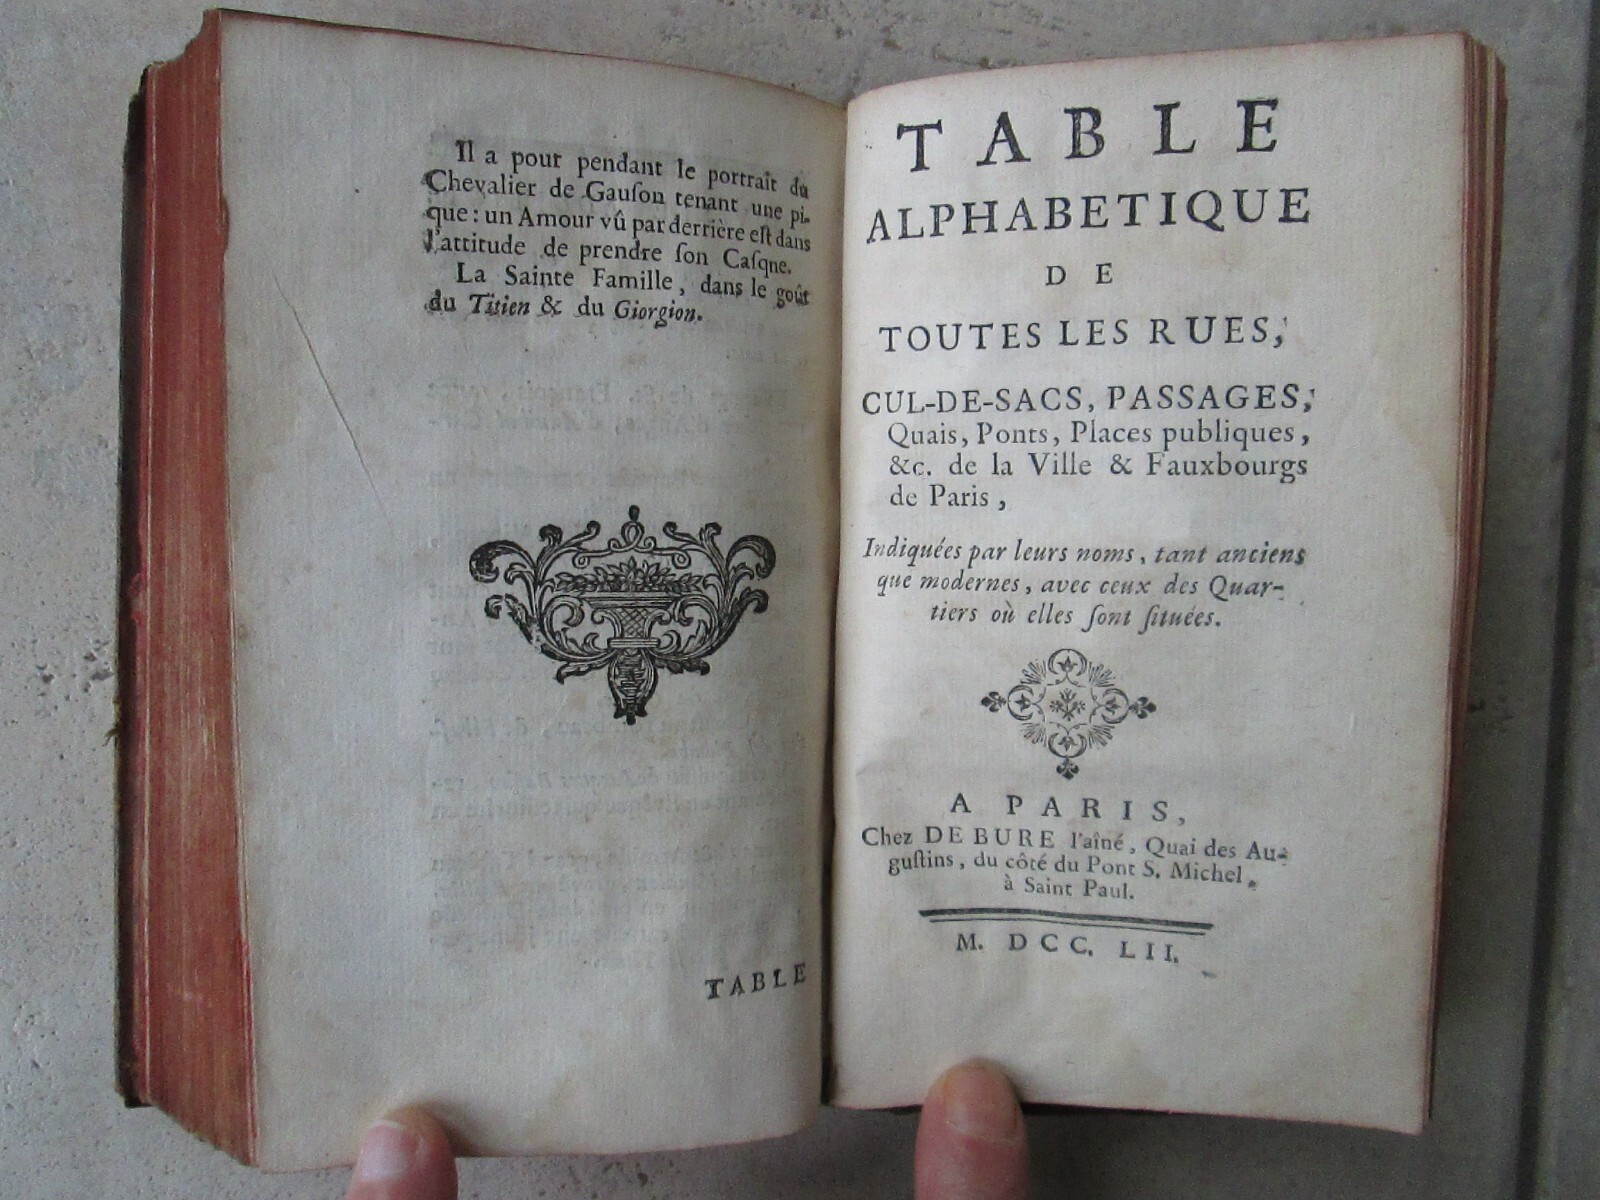 Il a pour pendant le portrait du
Chevalier de Gauſon tenant une pi-
que : un Amour vû par derrière eſt dans
l'attitude de prendre ſon Caſque.
La Sainte Famille, dans le goût
du Titien & du Giorgion.
TABLE
TABLE
ALPHABETIQUE
DE
TOUTES LES RUES,
CUL-DE-SACS, PASSAGES,
Quais, Ponts, Places publiques,
&c. de la Ville & Fauxbourgs
de Paris,
Indiquées par leurs noms, tant anciens
que modernes, avec ceux des Quar-
tiers où elles ſont ſituées.
A PARIS,
Chez DE BURE l'aîné, Quai des Au-
guſtins, du côté du Pont S. Michel,
à Saint Paul.
M. DCC. LII.